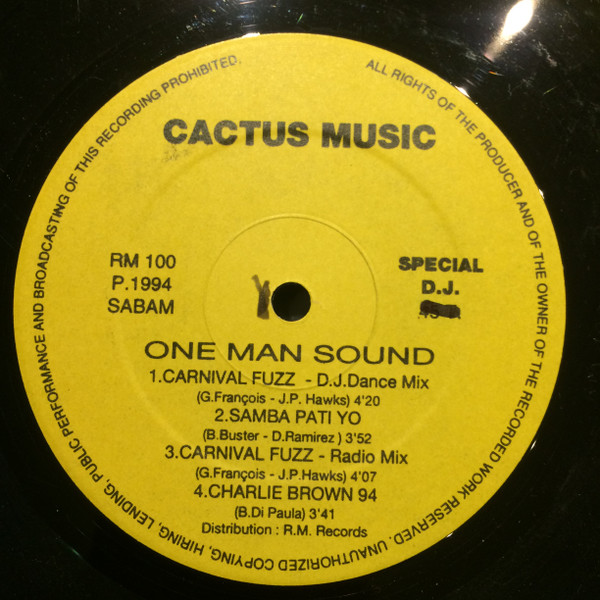 ALL RIGHTS OF THE PRODUCER AND OF THE OWNER OF THE RECORDED WORK RESERVED. UNAUTHORIZED COPYING, HIRING, LENDING, PUBLIC PERFORMANCE AND BROADCASTING OF THIS RECORDING PROHIBITED.
CACTUS MUSIC
RM 100
P.1994
SABAM
SPECIAL
D.J.
ONE MAN SOUND
1.CARNIVAL FUZZ - D.J.Dance Mix
(G.François - J.P. Hawks) 4'20
2.SAMBA PATI YO
(B.Buster - D.Ramirez ) 3'52
3.CARNIVAL FUZZ - Radio Mix
(G.François - J.P.Hawks) 4'07
4.CHARLIE BROWN 94
(B.Di Paula) 3'41
Distribution : R.M. Records